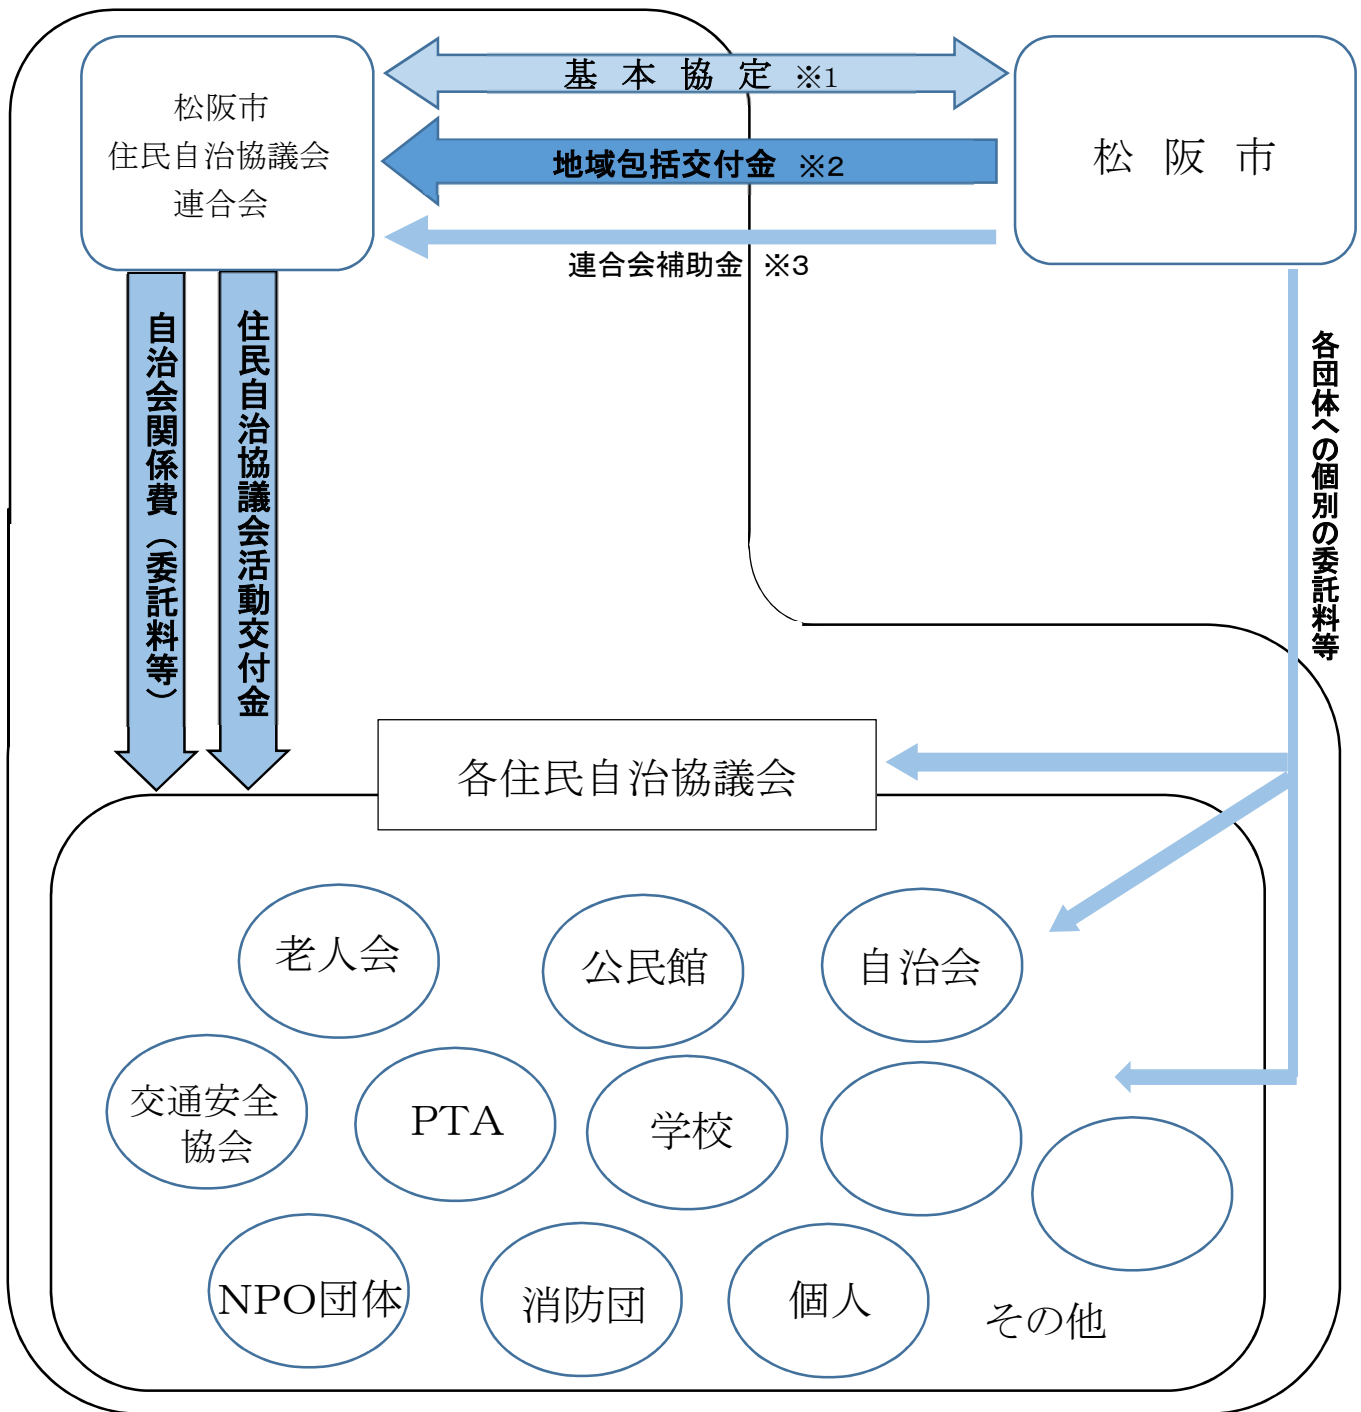 松阪市
住民自治協議会
連合会
基本協定 ※1
地域包括交付金 ※2
連合会補助金 ※3
松阪市
自治会関係費（委託料等）
住民自治協議会活動交付金
各団体への個別の委託料等
各住民自治協議会
老人会
公民館
自治会
交通安全
協会
PTA
学校
NPO団体
消防団
個人
その他